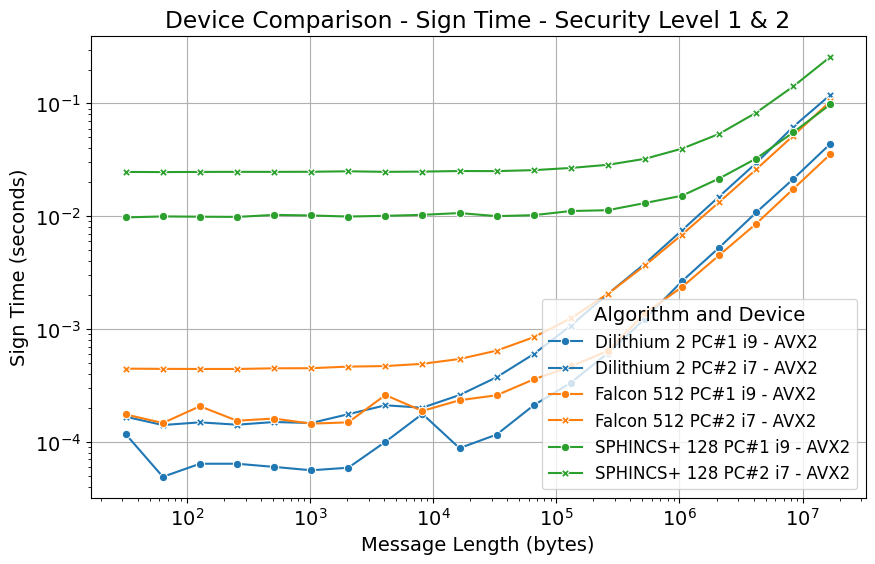 Device Comparison - Sign Time - Security Level 1 & 2
Sign Time (seconds)
10⁻¹
10⁻²
10⁻³
10⁻⁴
Algorithm and Device
Dilithium 2 PC#1 i9 - AVX2
Dilithium 2 PC#2 i7 - AVX2
Falcon 512 PC#1 i9 - AVX2
Falcon 512 PC#2 i7 - AVX2
SPHINCS+ 128 PC#1 i9 - AVX2
SPHINCS+ 128 PC#2 i7 - AVX2
10² 10³ 10⁴ 10⁵ 10⁶ 10⁷
Message Length (bytes)